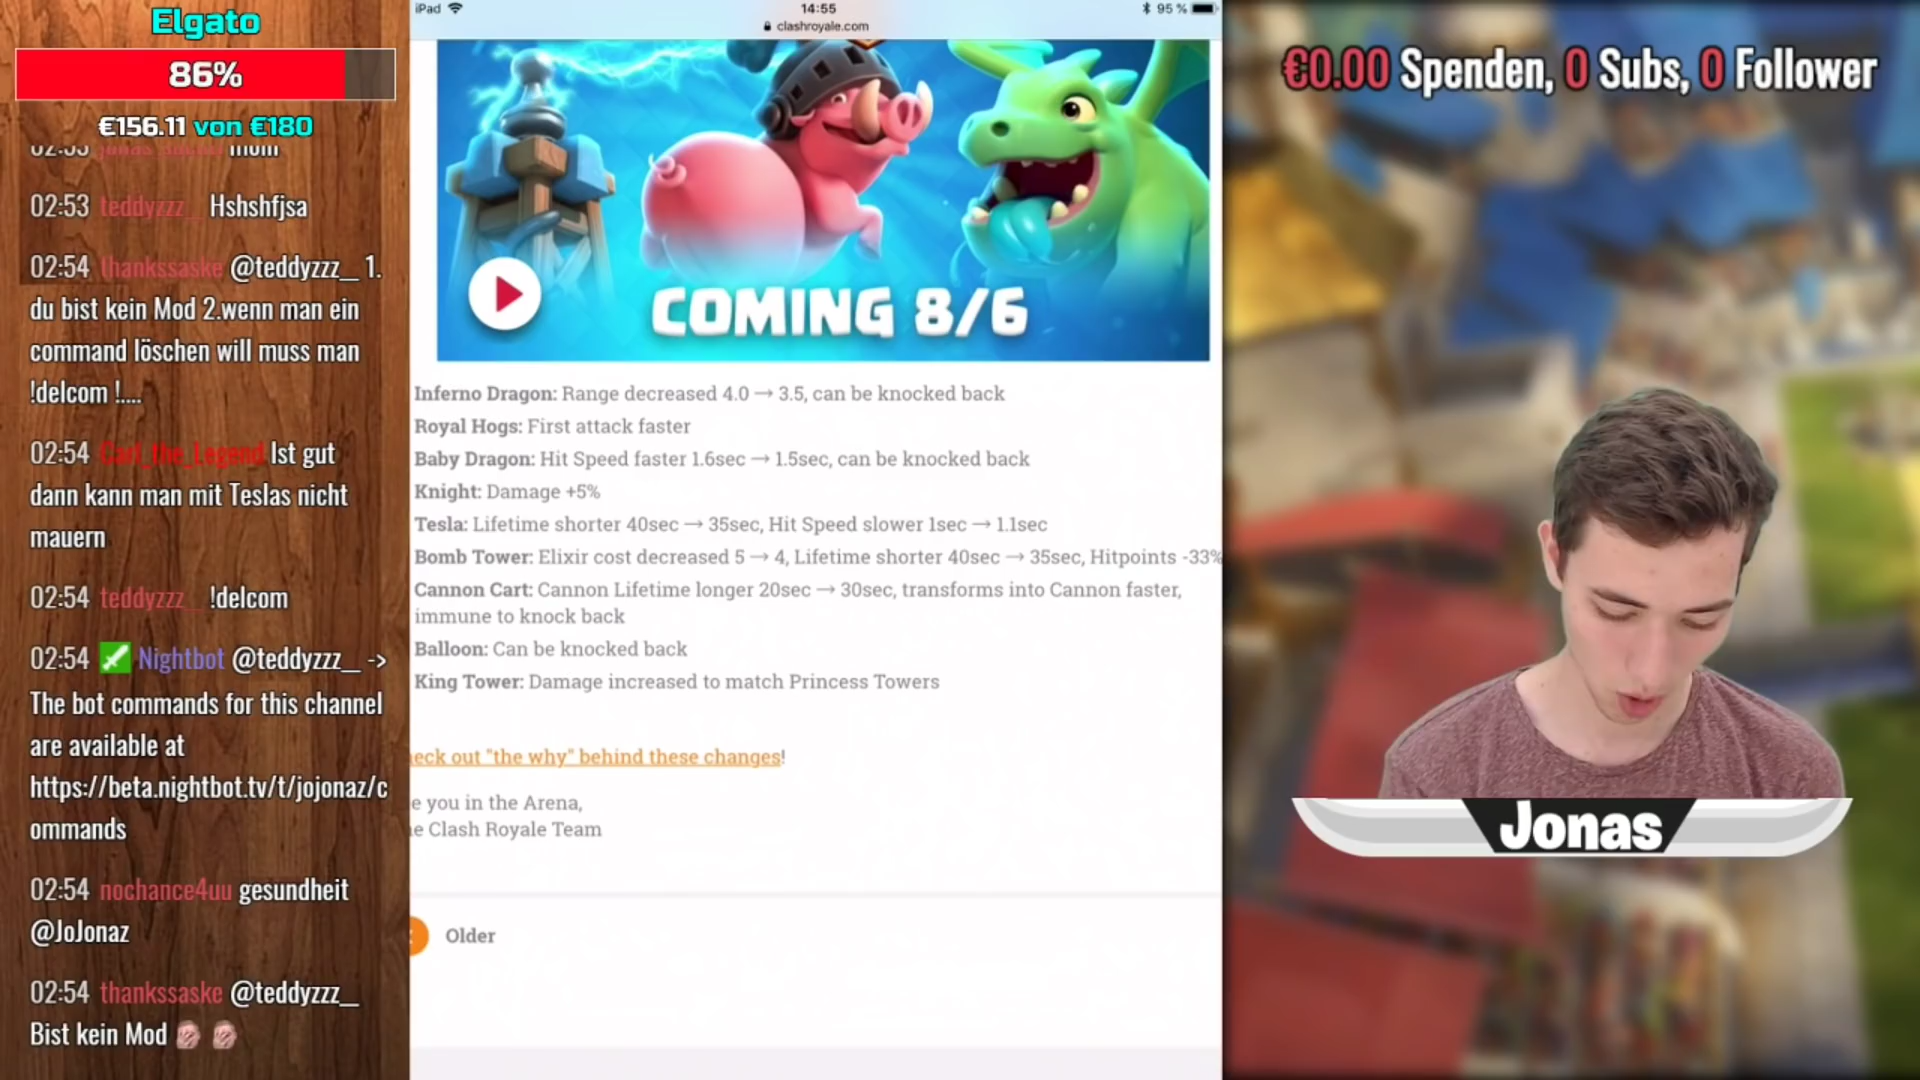 Elgato
86%
€156.11 von €180
02:53 teddyzzz__ Hshshfjsa
02:54 thankssaske @teddyzzz__ 1.
du bist kein Mod 2.wenn man ein
command löschen will muss man
!delcom !....
02:54 Carl_the_Legend Ist gut
dann kann man mit Teslas nicht
mauern
02:54 teddyzzz__ !delcom
02:54 Nightbot @teddyzzz__ ->
The bot commands for this channel
are available at
https://beta.nightbot.tv/t/jojonaz/c
ommands
02:54 nochance4uu gesundheit
@JoJonaz
02:54 thankssaske @teddyzzz__
Bist kein Mod
iPad 14:55 95 %
clashroyale.com
COMING 8/6
Inferno Dragon: Range decreased 4.0 → 3.5, can be knocked back
Royal Hogs: First attack faster
Baby Dragon: Hit Speed faster 1.6sec → 1.5sec, can be knocked back
Knight: Damage +5%
Tesla: Lifetime shorter 40sec → 35sec, Hit Speed slower 1sec → 1.1sec
Bomb Tower: Elixir cost decreased 5 → 4, Lifetime shorter 40sec → 35sec, Hitpoints -33%
Cannon Cart: Cannon Lifetime longer 20sec → 30sec, transforms into Cannon faster,
immune to knock back
Balloon: Can be knocked back
King Tower: Damage increased to match Princess Towers
eck out "the why" behind these changes!
e you in the Arena,
e Clash Royale Team
Older
€0.00 Spenden, 0 Subs, 0 Follower
Jonas